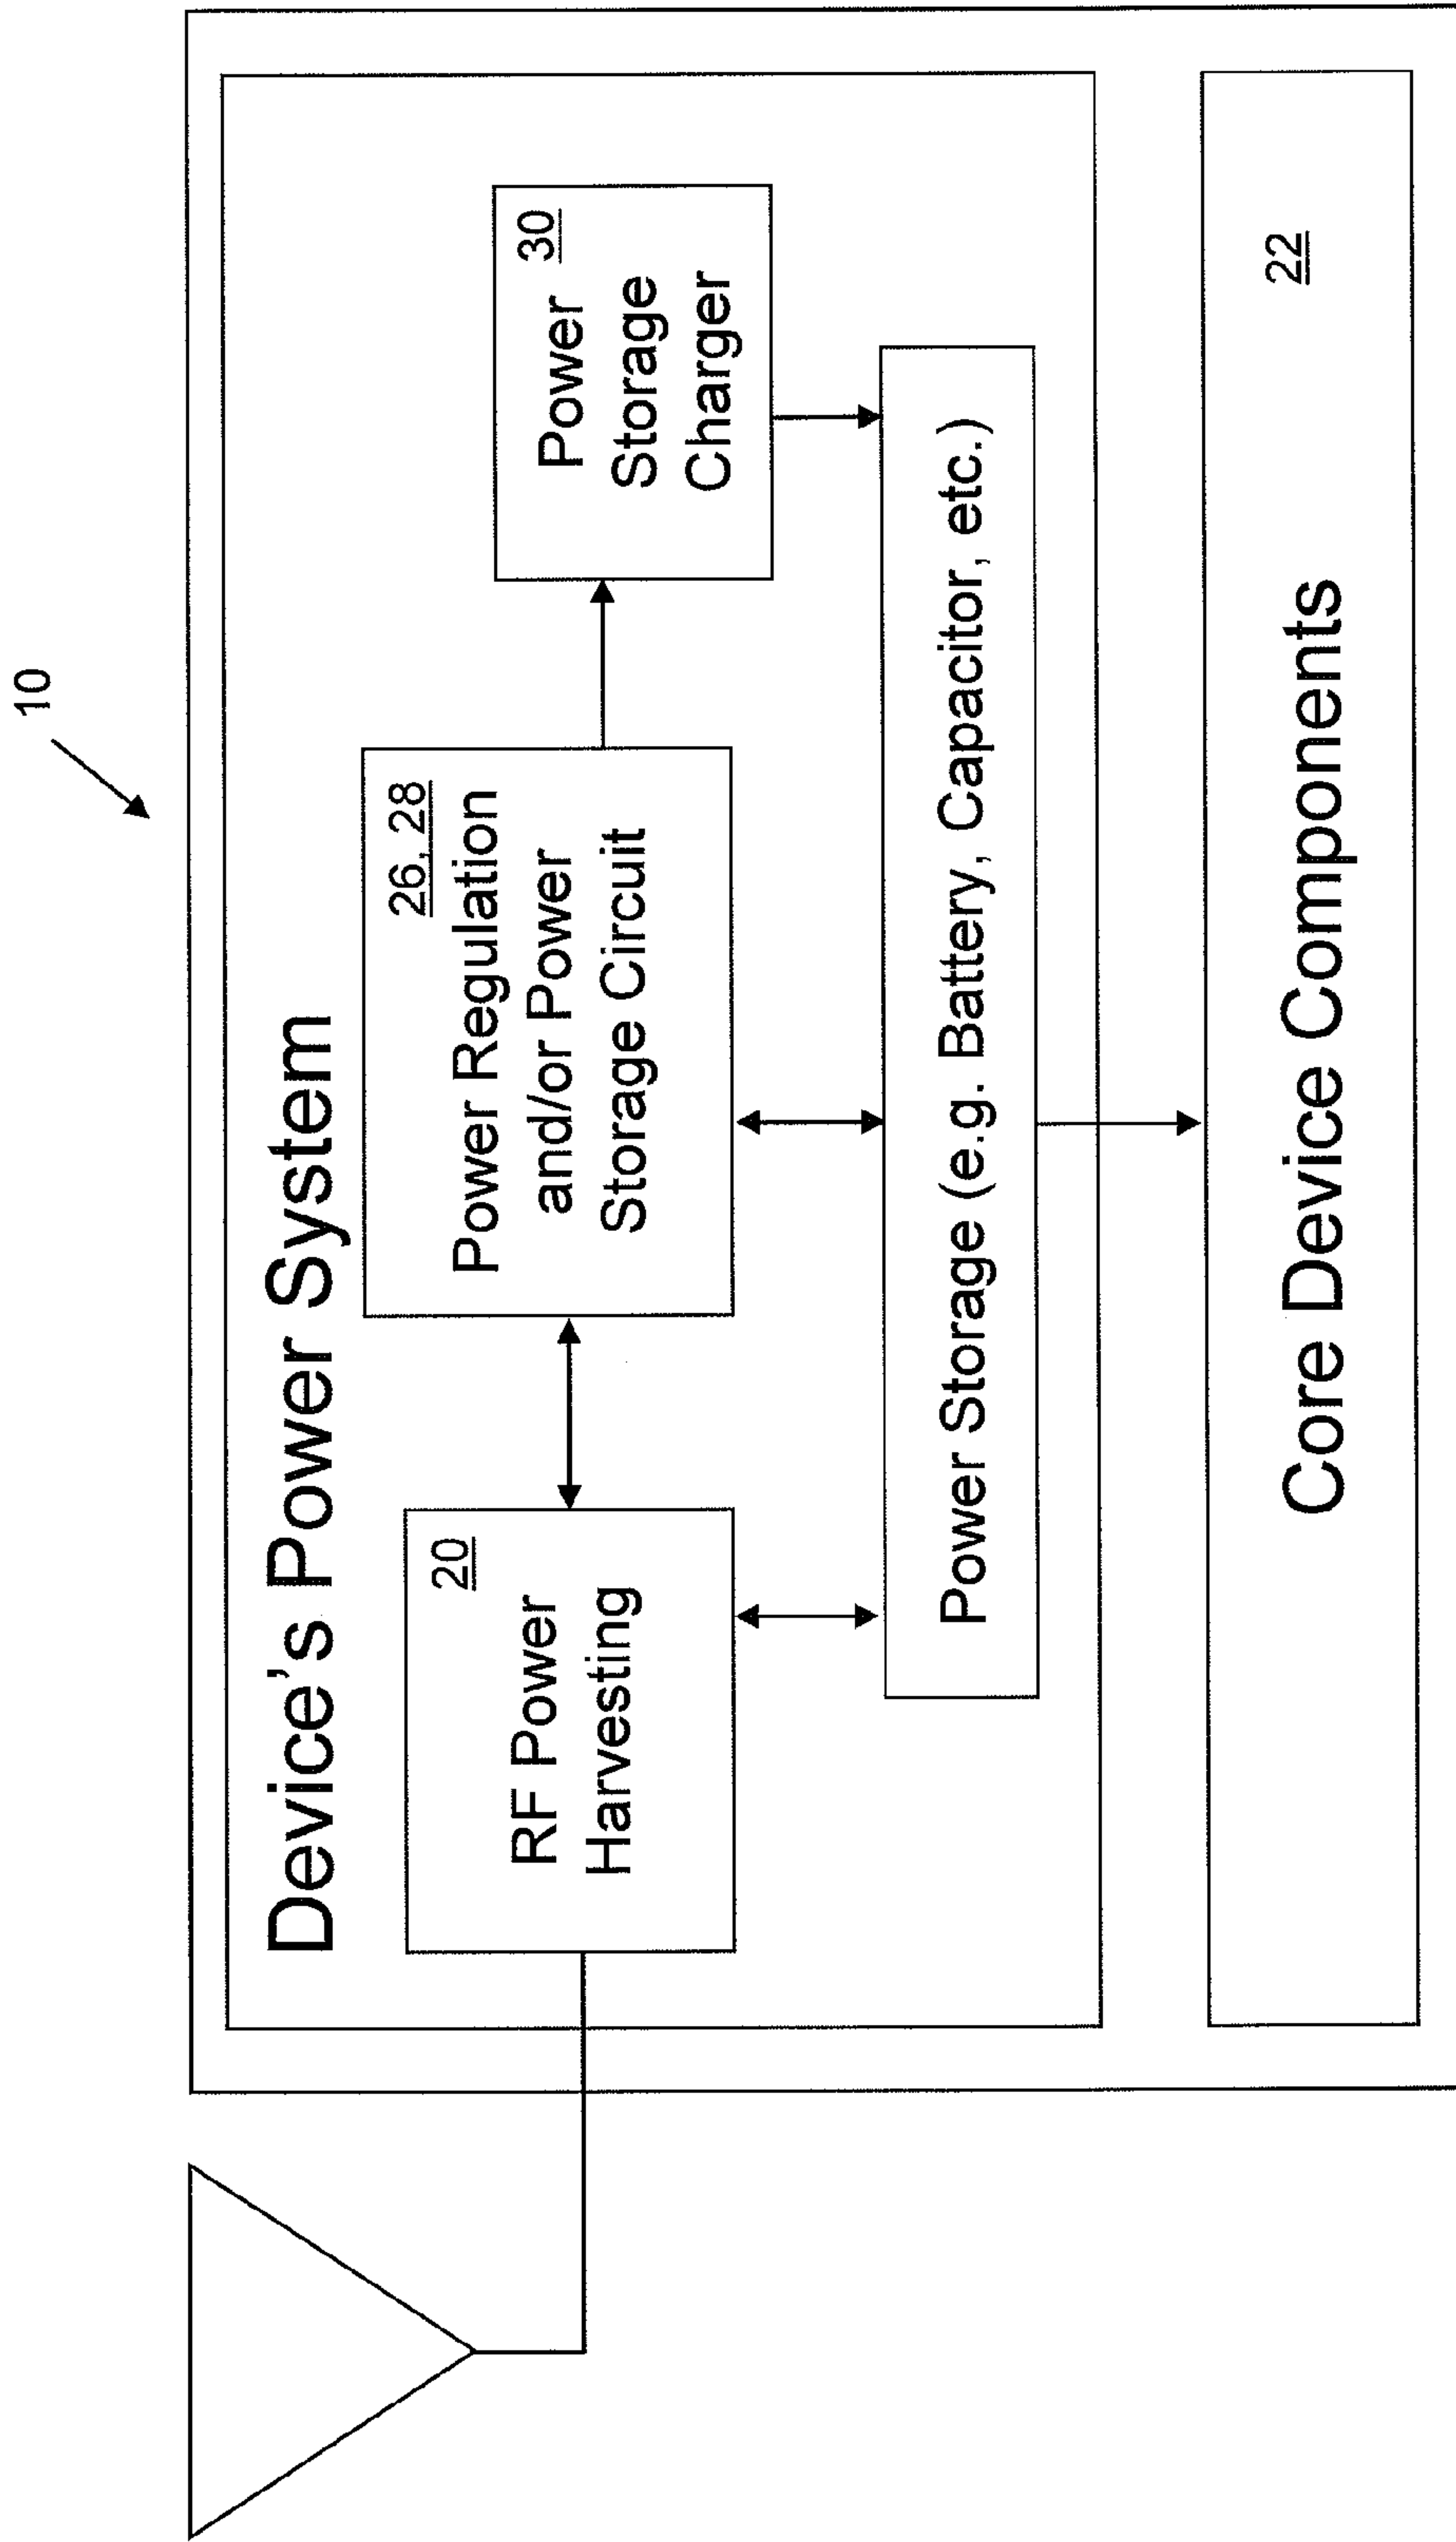 10
Device's Power System
20
RF Power
Harvesting
26, 28
Power Regulation
and/or Power
Storage Circuit
30
Power
Storage
Charger
Power Storage (e.g. Battery, Capacitor, etc.)
22
Core Device Components